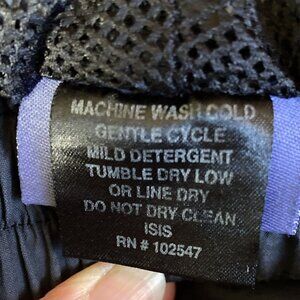 MACHINE WASH COLD
GENTLE CYCLE
MILD DETERGENT
TUMBLE DRY LOW
OR LINE DRY
DO NOT DRY CLEAN
ISIS
RN # 102547